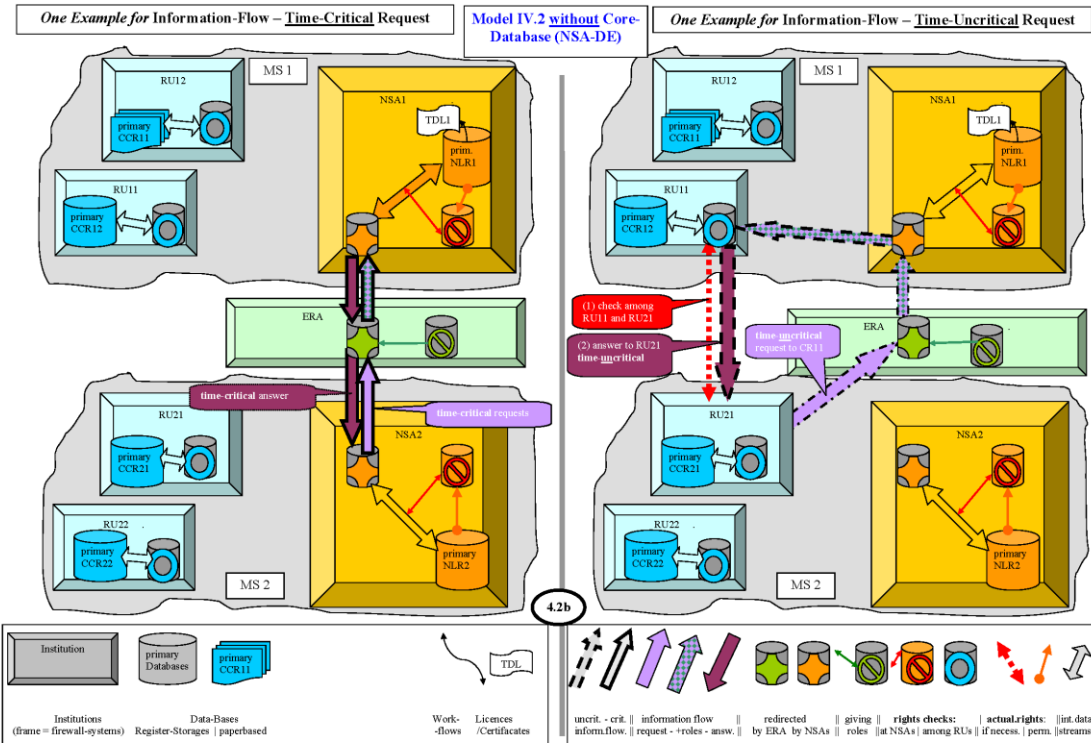 One Example for Information-Flow – Time-Critical Request
Model IV.2 without Core-
Database (NSA-DE)
One Example for Information-Flow – Time-Uncritical Request
MS 1
RU12
primary
CCR11
NSA1
TDL1
prim.
NLR1
RU11
primary
CCR12
ERA
time-critical answer
time-critical requests
RU21
primary
CCR21
NSA2
RU22
primary
CCR22
primary
NLR2
MS 2
MS 1
RU12
primary
CCR11
NSA1
TDL1
prim.
NLR1
RU11
primary
CCR12
(1) check among
RU11 and RU21
(2) answer to RU21
time-uncritical
ERA
time-uncritical
request to CR11
RU21
primary
CCR21
NSA2
RU22
primary
CCR22
primary
NLR2
MS 2
4.2b
Institution
primary
Databases
primary
CCR11
TDL
Institutions
(frame = firewall-systems)
Data-Bases
Register-Storages | paperbased
Work-
-flows
Licences
/Certifacates
uncrit. - crit. || information flow || redirected || giving || rights checks: | actual.rights: ||int.data
inform.flow. || request - +roles - answ. || by ERA by NSAs || roles ||at NSAs | among RUs || if necess. | perm. ||streams